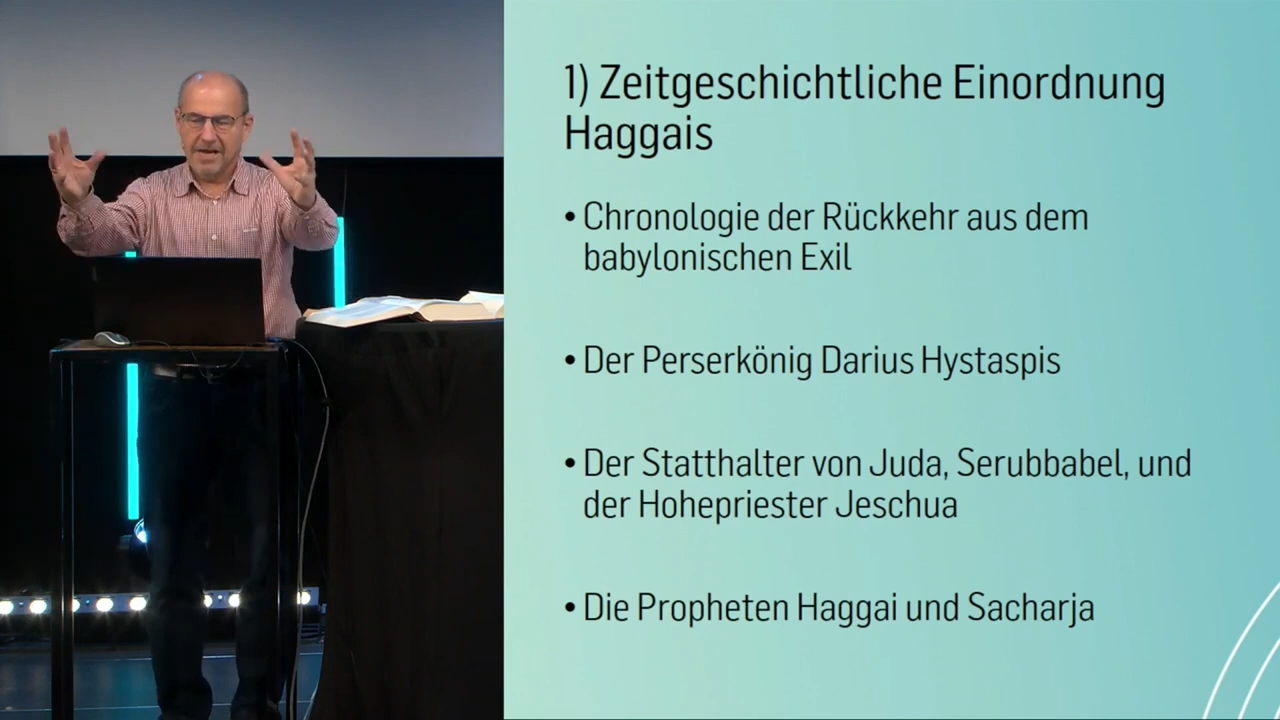 1) Zeitgeschichtliche Einordnung
Haggais
• Chronologie der Rückkehr aus dem
babylonischen Exil
• Der Perserkönig Darius Hystaspis
• Der Statthalter von Juda, Serubbabel, und
der Hohepriester Jeschua
• Die Propheten Haggai und Sacharja